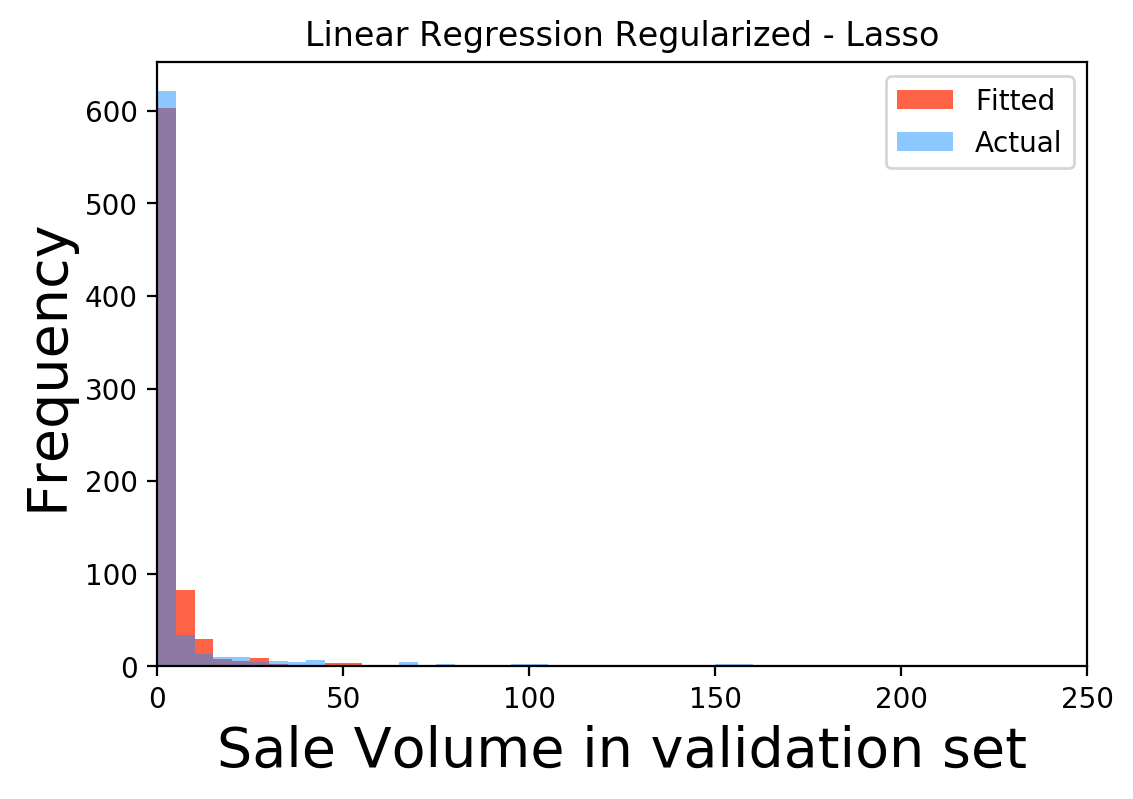 Linear Regression Regularized - Lasso
Fitted
Actual
Frequency
600
500
400
300
200
100
0
0 50 100 150 200 250
Sale Volume in validation set